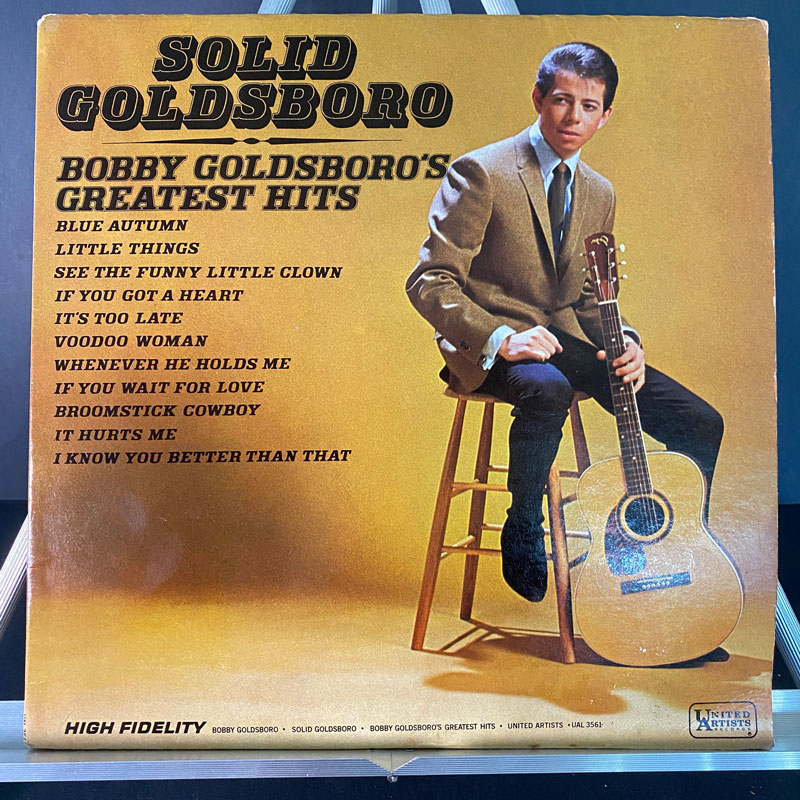 SOLID
GOLDSBORO
BOBBY GOLDSBORO'S
GREATEST HITS
BLUE AUTUMN
LITTLE THINGS
SEE THE FUNNY LITTLE CLOWN
IF YOU GOT A HEART
IT'S TOO LATE
VOODOO WOMAN
WHENEVER HE HOLDS ME
IF YOU WAIT FOR LOVE
BROOMSTICK COWBOY
IT HURTS ME
I KNOW YOU BETTER THAN THAT
HIGH FIDELITY BOBBY GOLDSBORO • SOLID GOLDSBORO • BOBBY GOLDSBORO'S GREATEST HITS • UNITED ARTISTS • UAL 3561
UNITED
ARTISTS
RECORDS